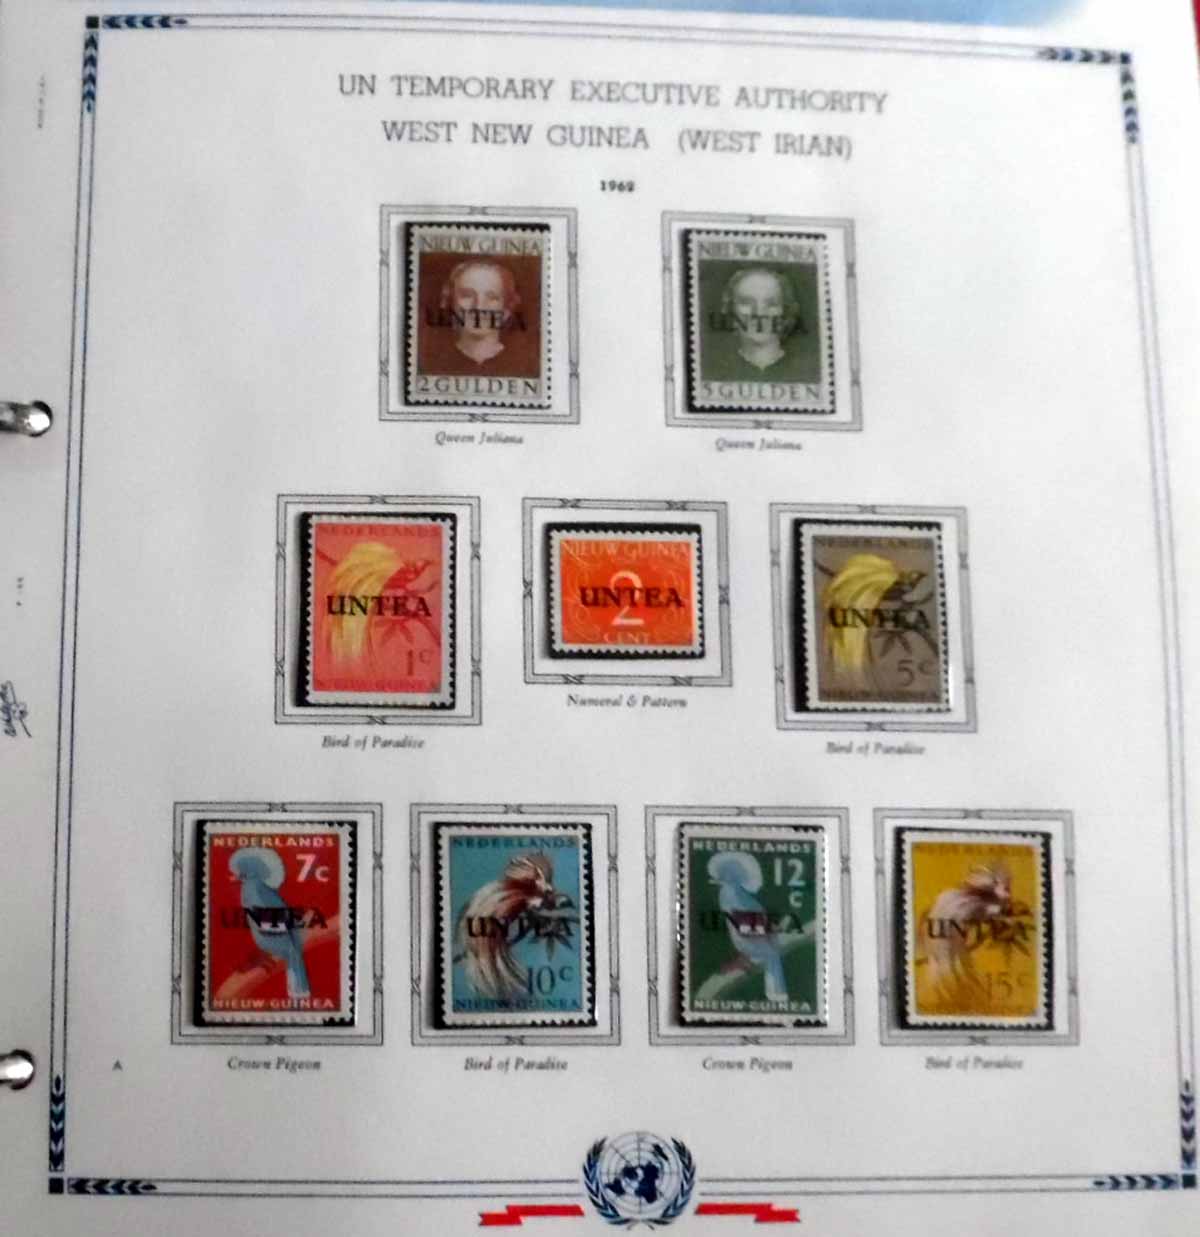 UN TEMPORARY EXECUTIVE AUTHORITY
WEST NEW GUINEA (WEST IRIAN)
1962
NIEUW GUINEA
UNTEA
2 GULDEN
Queen Juliana
NIEUW GUINEA
UNTEA
5 GULDEN
Queen Juliana
NEDERLANDS
UNTEA
1c
NIEUW-GUINEA
Bird of Paradise
NIEUW GUINEA
UNTEA
2
CENT
Numeral & Pattern
NEDERLANDS
UNTEA
5c
NIEUW-GUINEA
Bird of Paradise
NEDERLANDS
7c
UNTEA
NIEUW-GUINEA
Crown Pigeon
NEDERLANDS
UNTEA
10c
NIEUW-GUINEA
Bird of Paradise
NEDERLANDS
12
c
UNTEA
NIEUW-GUINEA
Crown Pigeon
NEDERLANDS
UNTEA
15c
NIEUW-GUINEA
Bird of Paradise
A